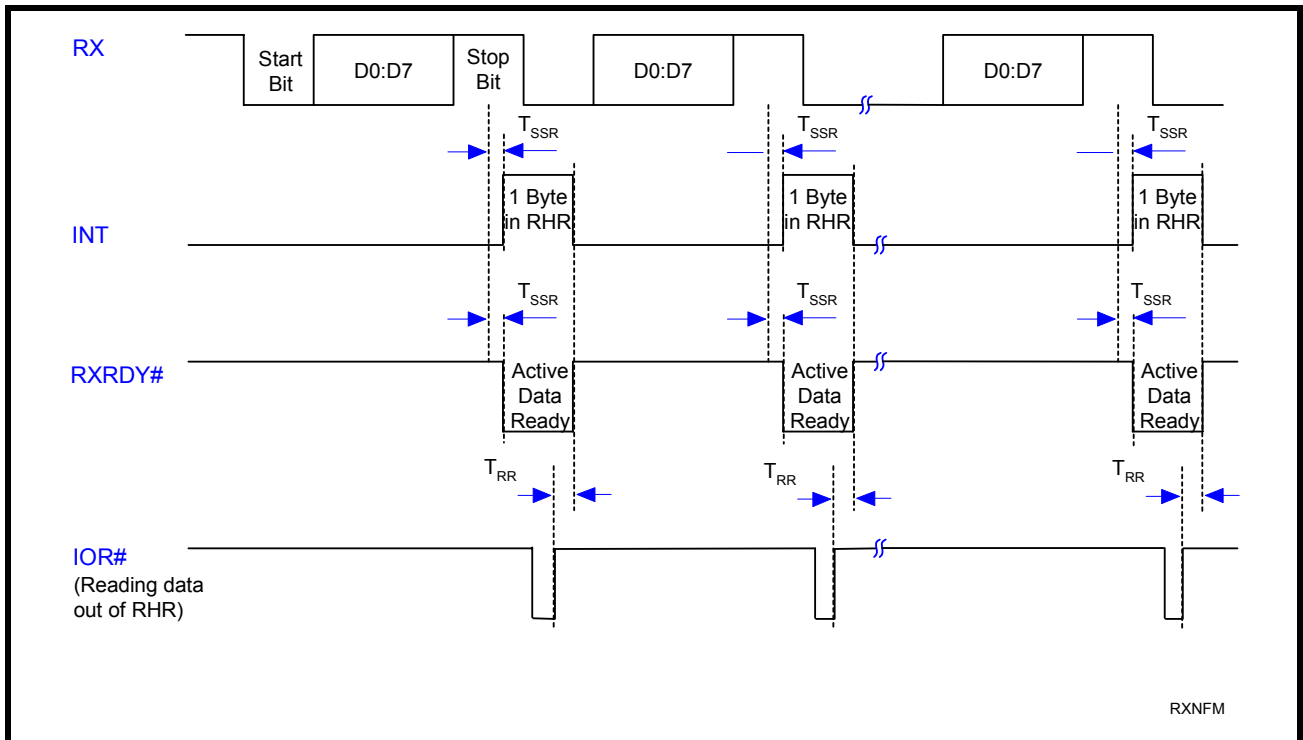 RX
Start
Bit
D0:D7
Stop
Bit
D0:D7
D0:D7
TSSR
TSSR
TSSR
INT
1 Byte
in RHR
1 Byte
in RHR
1 Byte
in RHR
TSSR
TSSR
TSSR
RXRDY#
Active
Data
Ready
Active
Data
Ready
Active
Data
Ready
TRR
TRR
TRR
IOR#
(Reading data
out of RHR)
RXNFM